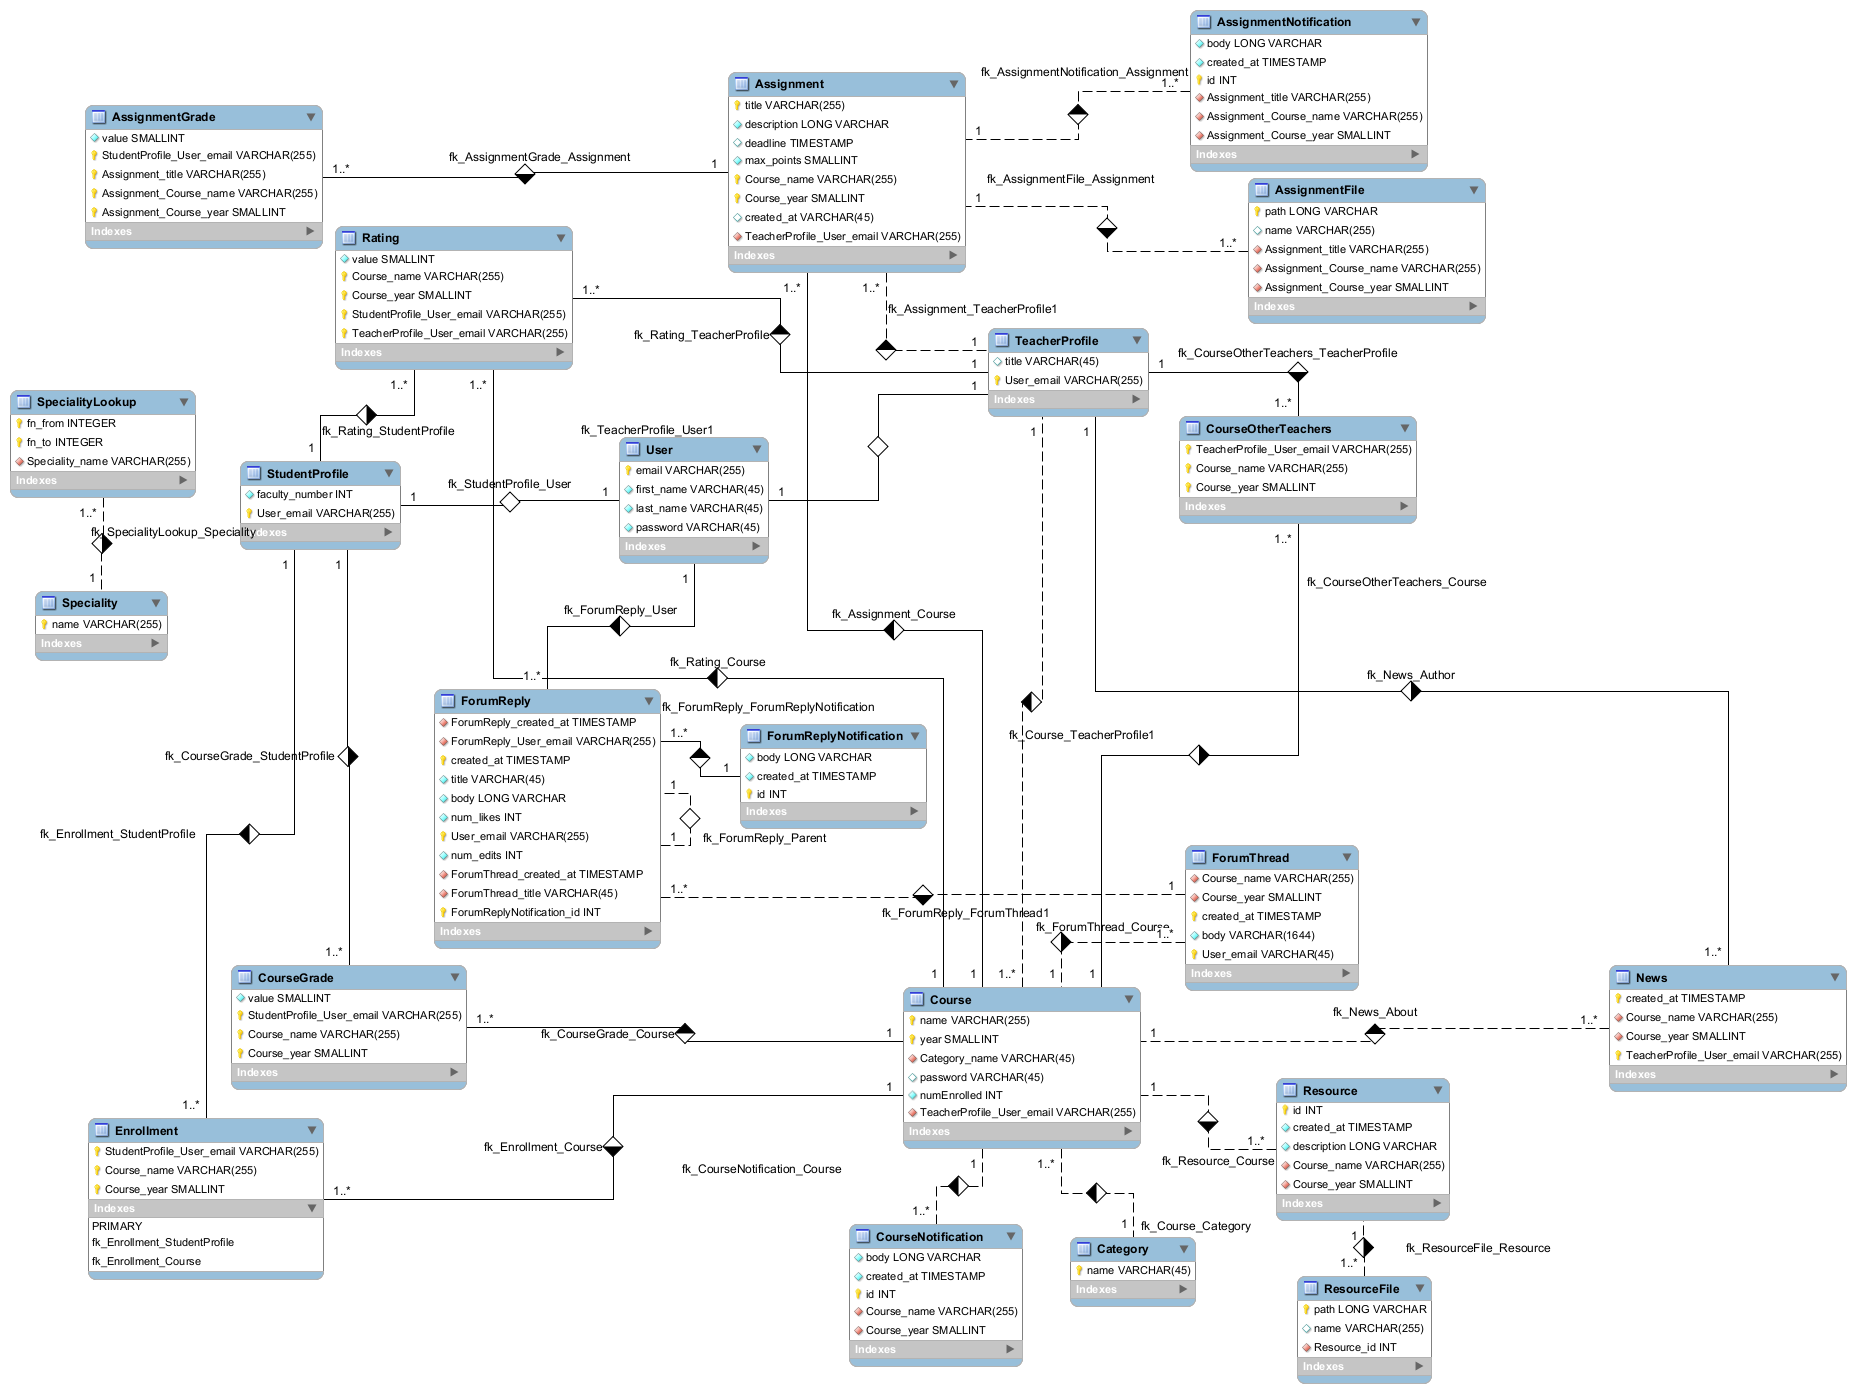 AssignmentNotification
body LONG VARCHAR
created_at TIMESTAMP
id INT
Assignment_title VARCHAR(255)
Assignment_Course_name VARCHAR(255)
Assignment_Course_year SMALLINT
Indexes
fk_AssignmentNotification_Assignment
1..*
1
Assignment
title VARCHAR(255)
description LONG VARCHAR
deadline TIMESTAMP
max_points SMALLINT
Course_name VARCHAR(255)
Course_year SMALLINT
created_at VARCHAR(45)
TeacherProfile_User_email VARCHAR(255)
Indexes
AssignmentGrade
value SMALLINT
StudentProfile_User_email VARCHAR(255)
Assignment_title VARCHAR(255)
Assignment_Course_name VARCHAR(255)
Assignment_Course_year SMALLINT
Indexes
fk_AssignmentGrade_Assignment
1..*
1
fk_AssignmentFile_Assignment
1
1..*
AssignmentFile
path LONG VARCHAR
name VARCHAR(255)
Assignment_title VARCHAR(255)
Assignment_Course_name VARCHAR(255)
Assignment_Course_year SMALLINT
Indexes
Rating
value SMALLINT
Course_name VARCHAR(255)
Course_year SMALLINT
StudentProfile_User_email VARCHAR(255)
TeacherProfile_User_email VARCHAR(255)
Indexes
1..*
1..*
1..*
fk_Assignment_TeacherProfile1
fk_Rating_TeacherProfile
1
1
1
TeacherProfile
title VARCHAR(45)
User_email VARCHAR(255)
Indexes
fk_CourseOtherTeachers_TeacherProfile
1
1..*
CourseOtherTeachers
TeacherProfile_User_email VARCHAR(255)
Course_name VARCHAR(255)
Course_year SMALLINT
Indexes
1..*
fk_CourseOtherTeachers_Course
SpecialityLookup
fn_from INTEGER
fn_to INTEGER
Speciality_name VARCHAR(255)
Indexes
1..*
fk_SpecialityLookup_Speciality
1
Speciality
name VARCHAR(255)
Indexes
1..*
1..*
fk_Rating_StudentProfile
1
StudentProfile
faculty_number INT
User_email VARCHAR(255)
Indexes
fk_StudentProfile_User
1
1
fk_TeacherProfile_User1
User
email VARCHAR(255)
first_name VARCHAR(45)
last_name VARCHAR(45)
password VARCHAR(45)
Indexes
1
1
1
1
1
1
fk_ForumReply_User
fk_Assignment_Course
fk_Rating_Course
1..*
fk_News_Author
ForumReply
ForumReply_created_at TIMESTAMP
ForumReply_User_email VARCHAR(255)
created_at TIMESTAMP
title VARCHAR(45)
body LONG VARCHAR
num_likes INT
User_email VARCHAR(255)
num_edits INT
ForumThread_created_at TIMESTAMP
ForumThread_title VARCHAR(45)
ForumReplyNotification_id INT
Indexes
fk_ForumReply_ForumReplyNotification
1..*
1
ForumReplyNotification
body LONG VARCHAR
created_at TIMESTAMP
id INT
Indexes
1
1
fk_ForumReply_Parent
fk_Course_TeacherProfile1
fk_CourseGrade_StudentProfile
fk_Enrollment_StudentProfile
1..*
1
fk_ForumReply_ForumThread1
ForumThread
Course_name VARCHAR(255)
Course_year SMALLINT
created_at TIMESTAMP
body VARCHAR(1644)
User_email VARCHAR(45)
Indexes
fk_ForumThread_Course
1..*
1..*
1..*
CourseGrade
value SMALLINT
StudentProfile_User_email VARCHAR(255)
Course_name VARCHAR(255)
Course_year SMALLINT
Indexes
1..*
fk_CourseGrade_Course
1
1
1
1..*
1
1
Course
name VARCHAR(255)
year SMALLINT
Category_name VARCHAR(45)
password VARCHAR(45)
numEnrolled INT
TeacherProfile_User_email VARCHAR(255)
Indexes
fk_News_About
1
1..*
News
created_at TIMESTAMP
Course_name VARCHAR(255)
Course_year SMALLINT
TeacherProfile_User_email VARCHAR(255)
Indexes
1..*
Enrollment
StudentProfile_User_email VARCHAR(255)
Course_name VARCHAR(255)
Course_year SMALLINT
Indexes
PRIMARY
fk_Enrollment_StudentProfile
fk_Enrollment_Course
1..*
fk_Enrollment_Course
1
1
1..*
fk_Resource_Course
Resource
id INT
created_at TIMESTAMP
description LONG VARCHAR
Course_name VARCHAR(255)
Course_year SMALLINT
Indexes
fk_CourseNotification_Course
1
1..*
CourseNotification
body LONG VARCHAR
created_at TIMESTAMP
id INT
Course_name VARCHAR(255)
Course_year SMALLINT
Indexes
1..*
1
fk_Course_Category
Category
name VARCHAR(45)
Indexes
1
fk_ResourceFile_Resource
1..*
ResourceFile
path LONG VARCHAR
name VARCHAR(255)
Resource_id INT
Indexes